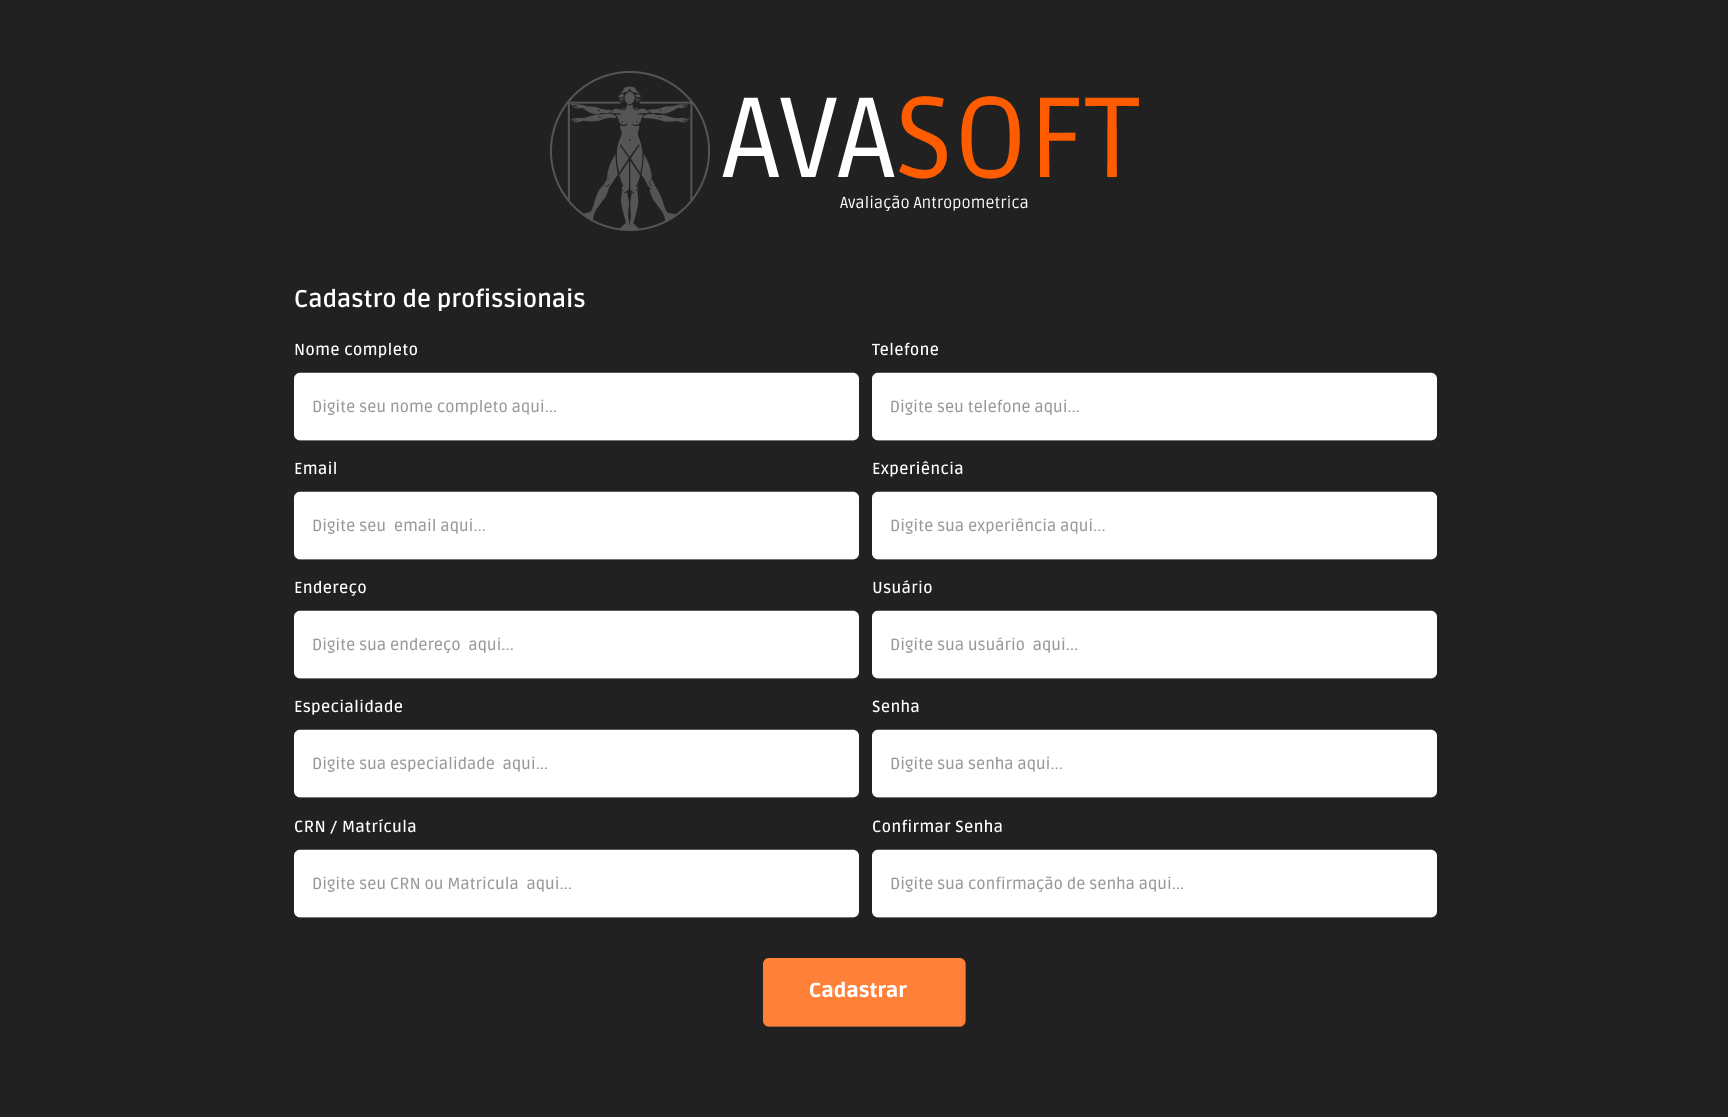 AVASOFT
Avaliação Antropometrica
Cadastro de profissionais
Nome completo
Telefone
Digite seu nome completo aqui...
Digite seu telefone aqui...
Email
Experiência
Digite seu  email aqui...
Digite sua experiência aqui...
Endereço
Usuário
Digite sua endereço  aqui...
Digite sua usuário  aqui...
Especialidade
Senha
Digite sua especialidade  aqui...
Digite sua senha aqui...
CRN / Matrícula
Confirmar Senha
Digite seu CRN ou Matricula  aqui...
Digite sua confirmação de senha aqui...
Cadastrar